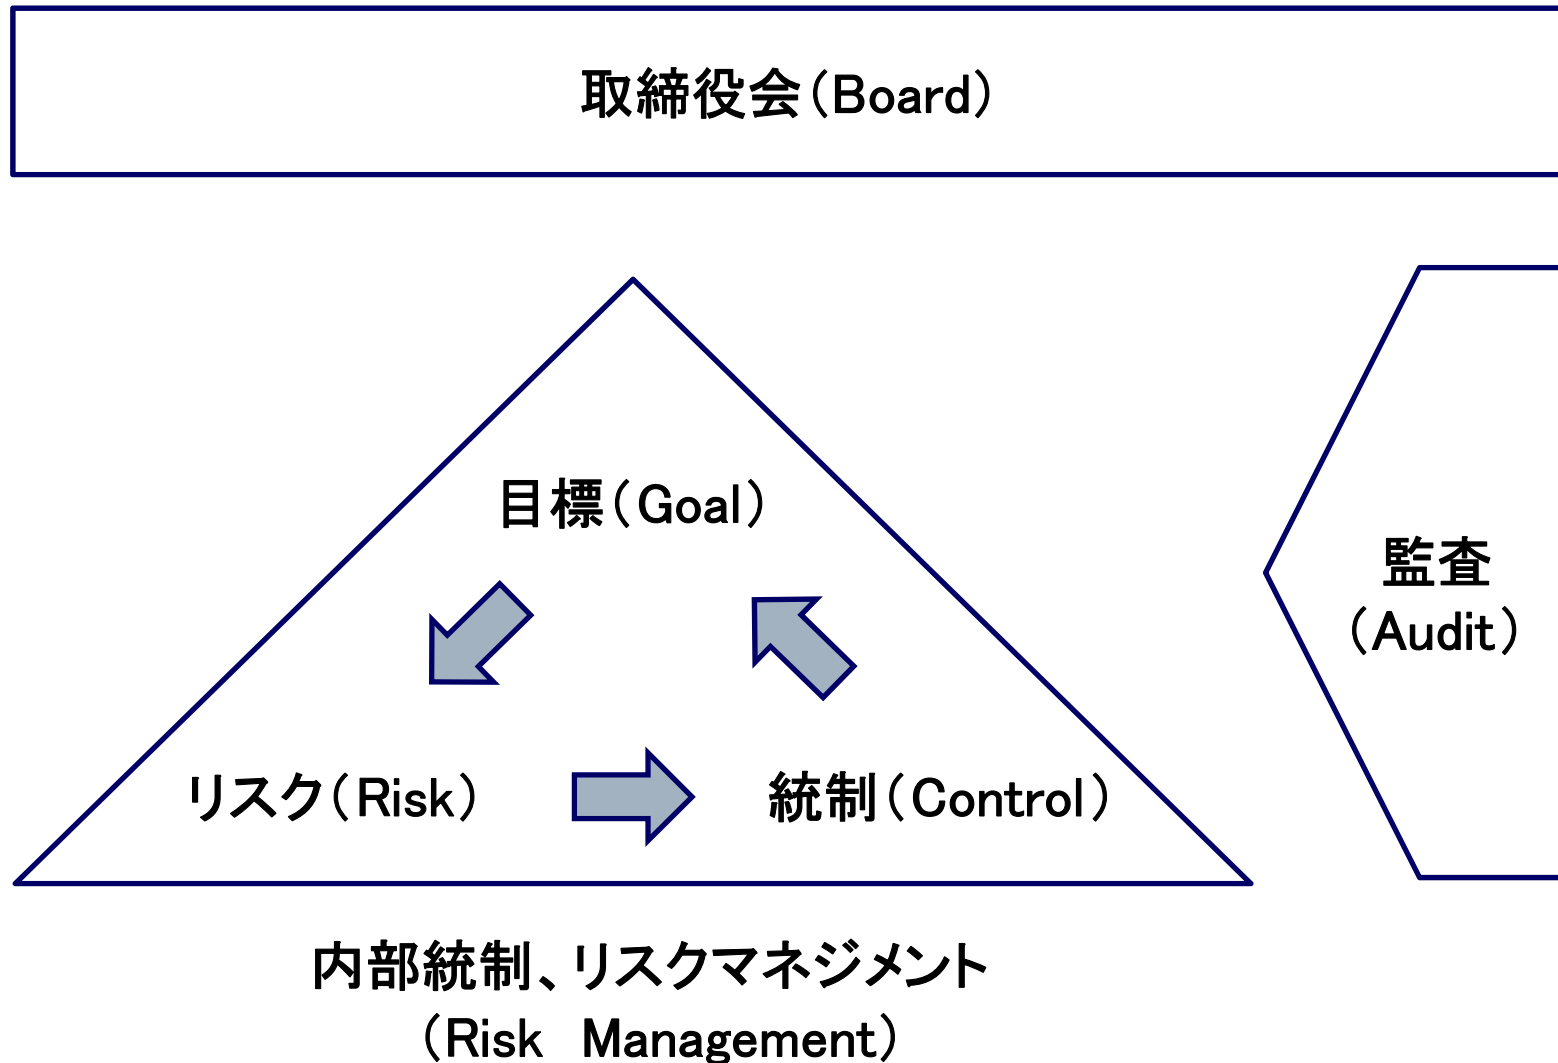 取締役会（Board）
目標（Goal）
監査
（Audit）
リスク（Risk）
統制（Control）
内部統制、リスクマネジメント
（Risk　Management）